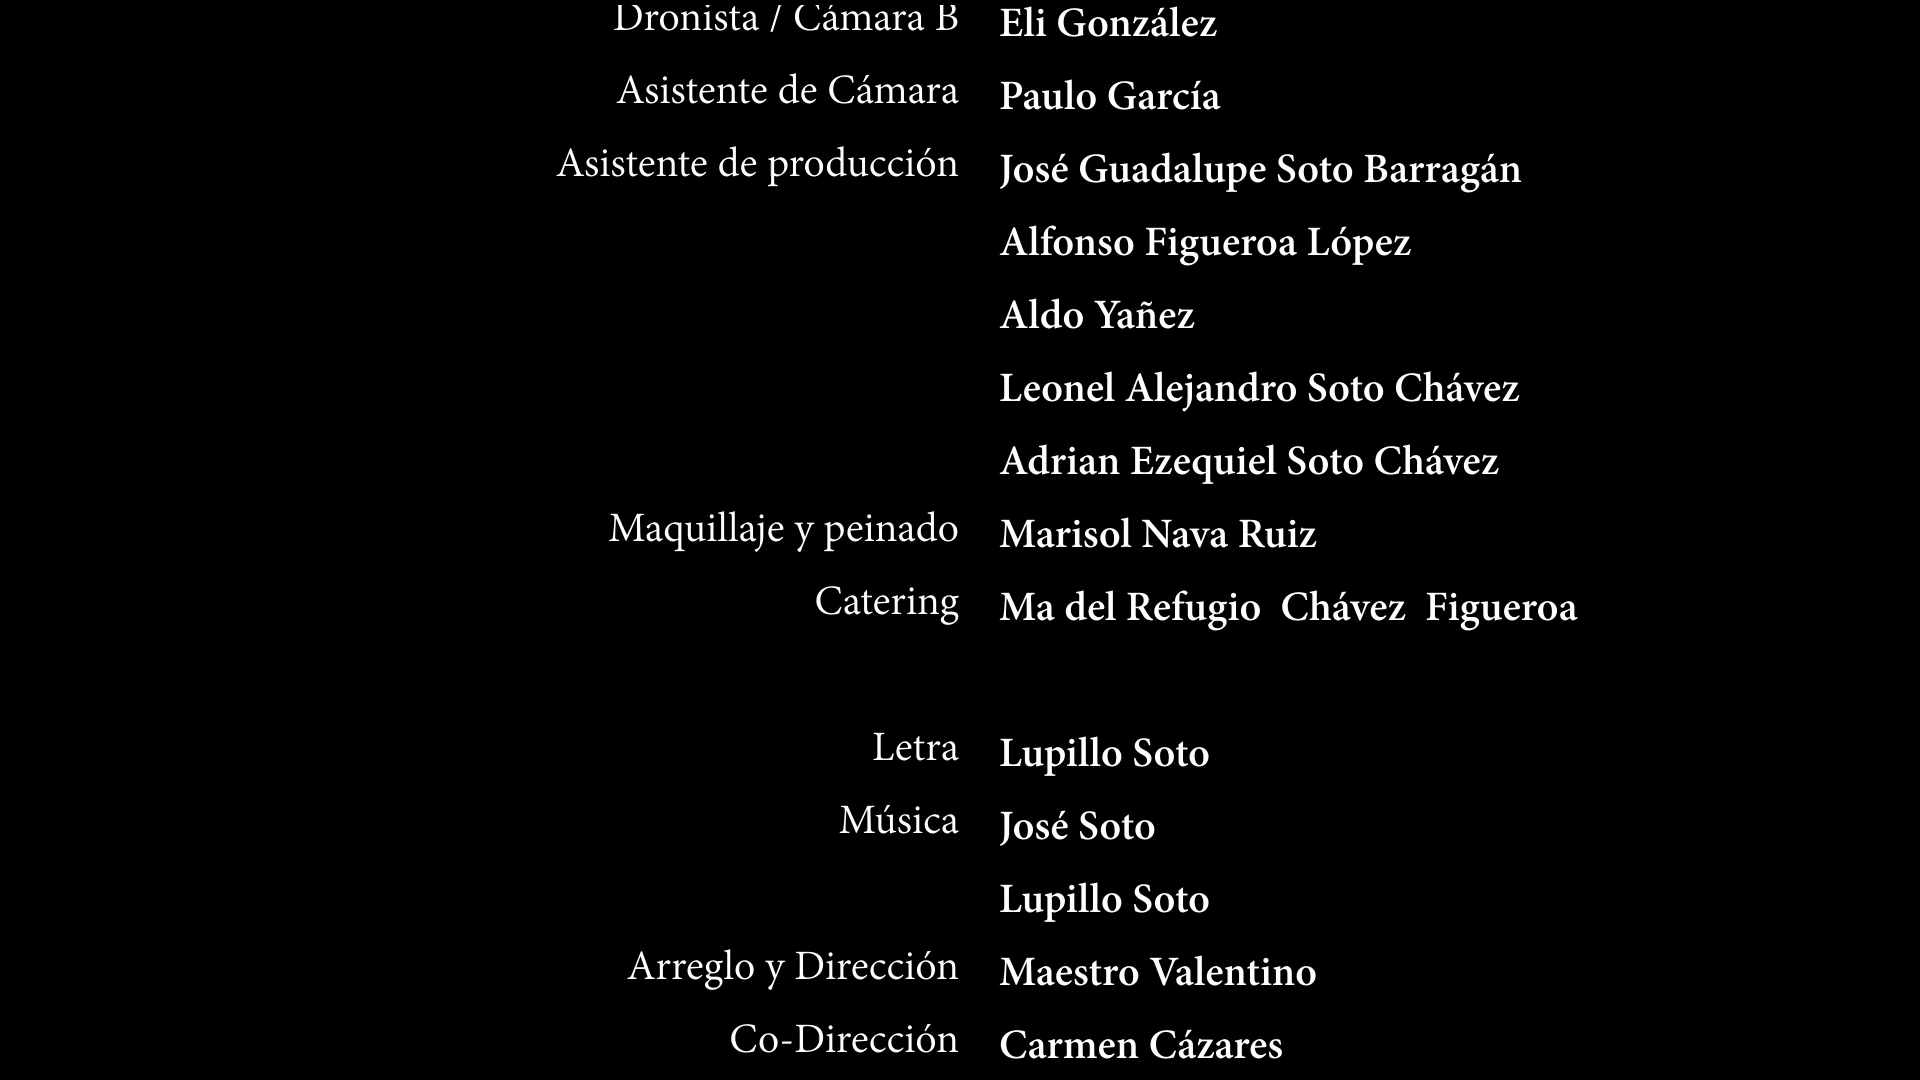 Dronista / Cámara B Eli González
Asistente de Cámara Paulo García
Asistente de producción José Guadalupe Soto Barragán
Alfonso Figueroa López
Aldo Yañez
Leonel Alejandro Soto Chávez
Adrian Ezequiel Soto Chávez
Maquillaje y peinado Marisol Nava Ruiz
Catering Ma del Refugio Chávez Figueroa
Letra Lupillo Soto
Música José Soto
Lupillo Soto
Arreglo y Dirección Maestro Valentino
Co-Dirección Carmen Cázares